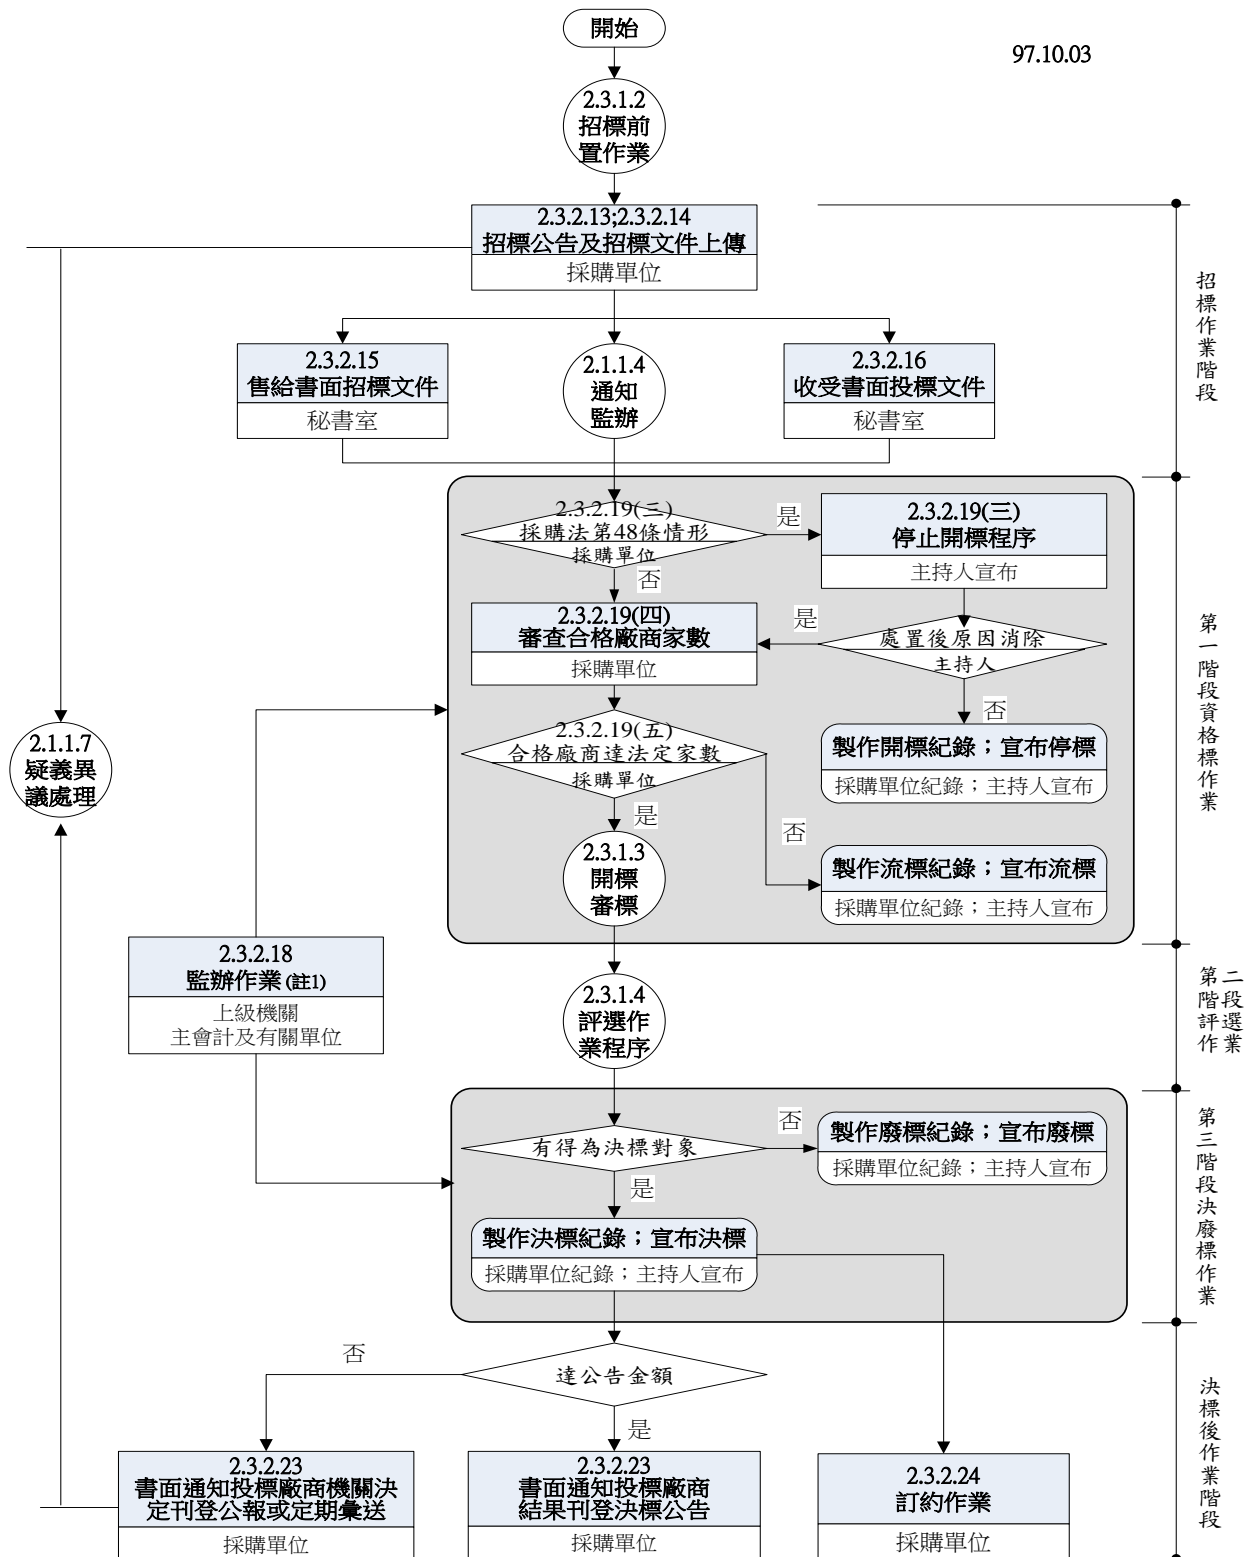 開始
97.10.03
2.3.1.2
招標前
置作業
2.3.2.13;2.3.2.14
招標公告及招標文件上傳
採購單位
招標作業階段
2.3.2.15
售給書面招標文件
秘書室
2.1.1.4
通知
監辦
2.3.2.16
收受書面投標文件
秘書室
2.3.2.19(三)
採購法第48條情形
採購單位
是
否
2.3.2.19(三)
停止開標程序
主持人宣布
2.3.2.19(四)
審查合格廠商家數
採購單位
是
處置後原因消除
主持人
否
第一階段資格標作業
2.3.2.19(五)
合格廠商達法定家數
採購單位
是
否
製作開標紀錄；宣布停標
採購單位紀錄；主持人宣布
2.1.1.7
疑義異
議處理
2.3.1.3
開標
審標
製作流標紀錄；宣布流標
採購單位紀錄；主持人宣布
2.3.2.18
監辦作業(註1)
上級機關
主會計及有關單位
2.3.1.4
評選作
業程序
第二階段評選作業
有得為決標對象
否
是
製作廢標紀錄；宣布廢標
採購單位紀錄；主持人宣布
製作決標紀錄；宣布決標
採購單位紀錄；主持人宣布
第三階段決廢標作業
達公告金額
否
是
2.3.2.23
書面通知投標廠商機關決
定刊登公報或定期彙送
採購單位
2.3.2.23
書面通知投標廠商
結果刊登決標公告
採購單位
2.3.2.24
訂約作業
採購單位
決標後作業階段